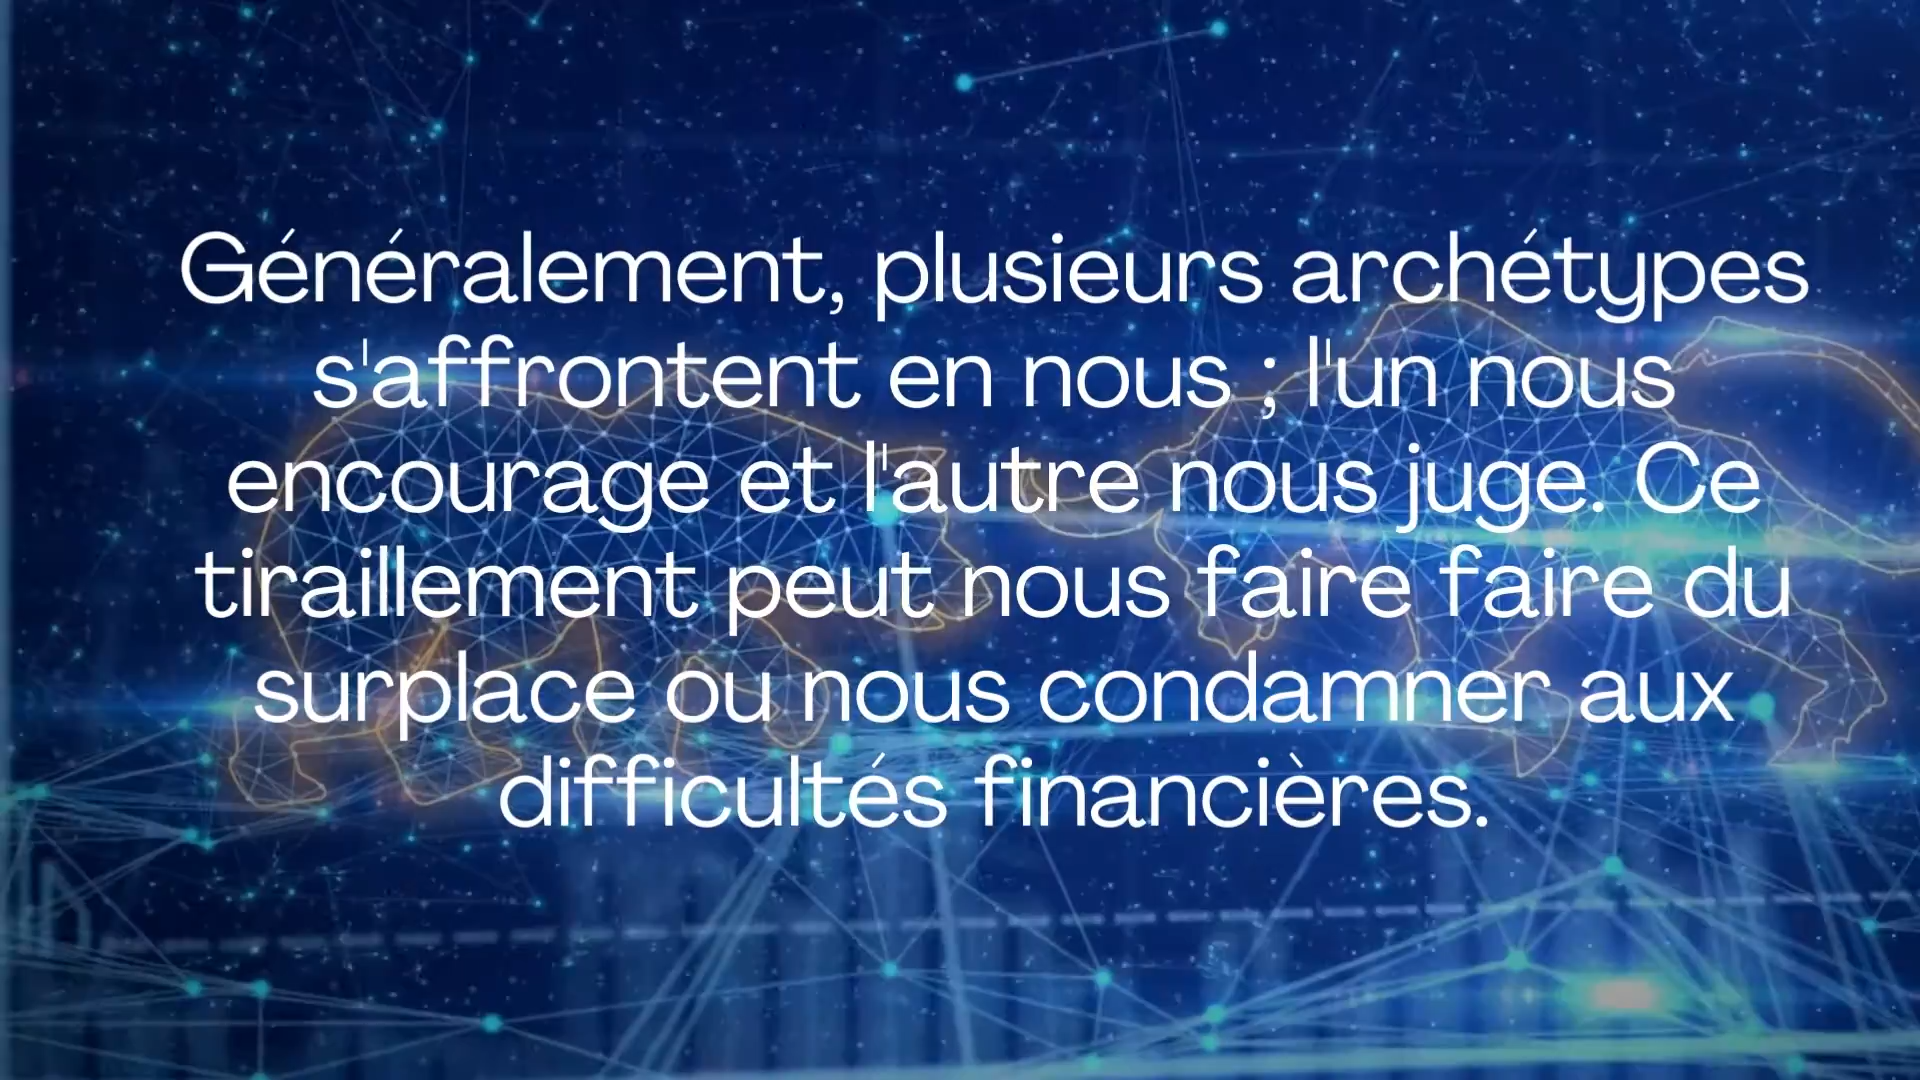 Généralement, plusieurs archétypes
s'affrontent en nous ; l'un nous
encourage et l'autre nous juge. Ce
tiraillement peut nous faire faire du
surplace ou nous condamner aux
difficultés financières.